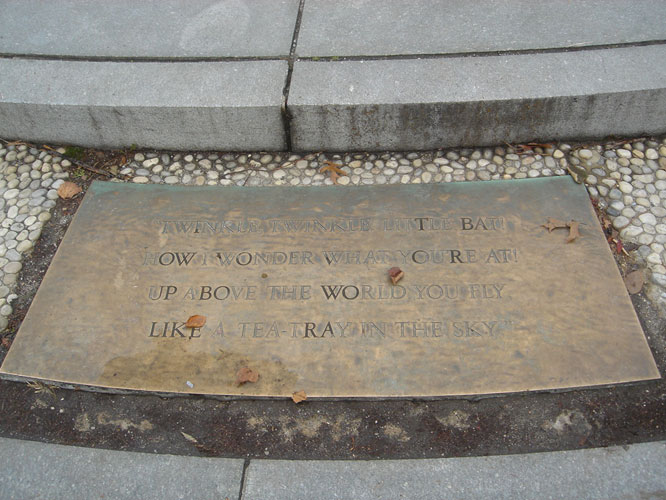 TWINKLE TWINKLE LITTLE BAT!
HOW I WONDER WHAT YOU'RE AT!
UP ABOVE THE WORLD YOU FLY
LIKE A TEA-TRAY IN THE SKY.